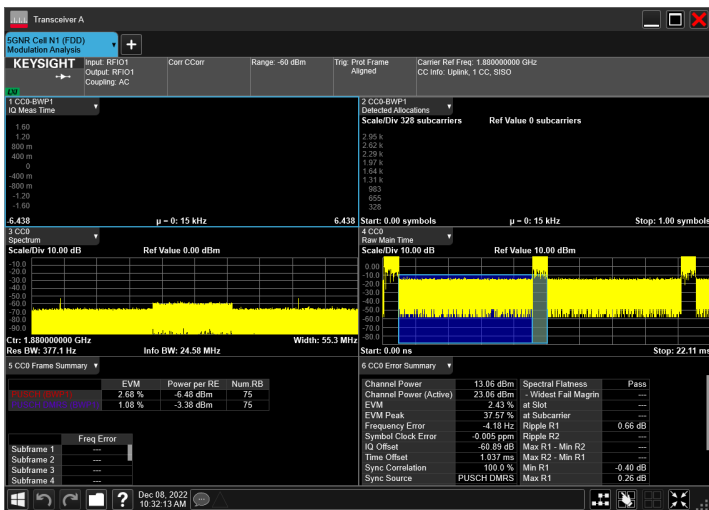 Transceiver A
5GNR Cell N1 (FDD)
Modulation Analysis
KEYSIGHT
LXI
Input: RFIO1
Output: RFIO1
Coupling: AC
Corr CCorr
Range: -60 dBm
Trig: Prot Frame
Aligned
Carrier Ref Freq: 1.880000000 GHz
CC Info: Uplink, 1 CC, SISO
1 CC0-BWP1
IQ Meas Time
1.60
1.20
800 m
400 m
0
-400 m
-800 m
-1.20
-1.60
-6.438 μ = 0: 15 kHz 6.438
2 CC0-BWP1
Detected Allocations
Scale/Div 328 subcarriers Ref Value 0 subcarriers
2.95 k
2.62 k
2.29 k
1.97 k
1.64 k
1.31 k
983
655
328
Start: 0.00 symbols μ = 0: 15 kHz Stop: 1.00 symbols
3 CC0
Spectrum
Scale/Div 10.00 dB Ref Value 0.00 dBm
-10.0
-20.0
-30.0
-40.0
-50.0
-60.0
-70.0
-80.0
-90.0
Ctr: 1.880000000 GHz Width: 55.3 MHz
Res BW: 377.1 Hz Info BW: 24.58 MHz
4 CC0
Raw Main Time
Scale/Div 10.00 dB Ref Value 10.00 dBm
0.00
-10.0
-20.0
-30.0
-40.0
-50.0
-60.0
-70.0
-80.0
Start: 0.00 ns Stop: 22.11 ms
5 CC0 Frame Summary
EVM Power per RE Num.RB
PUSCH (BWP1) 2.68 % -6.48 dBm 75
1.08 % -3.38 dBm 75
Freq Error
Subframe 1 ---
Subframe 2 ---
Subframe 3 ---
Subframe 4 ---
6 CC0 Error Summary
Channel Power 13.06 dBm Spectral Flatness Pass
Channel Power (Active) 23.06 dBm - Widest Fail Magrin ---
EVM 2.43 % at Slot ---
EVM Peak 37.57 % at Subcarrier ---
Frequency Error -4.18 Hz Ripple R1 0.66 dB
Symbol Clock Error -0.005 ppm Ripple R2 ---
IQ Offset -60.89 dB Max R1 - Min R2 ---
Time Offset 1.037 ms Max R2 - Min R1 ---
Sync Correlation 100.0 % Min R1 -0.40 dB
Sync Source PUSCH DMRS Max R1 0.26 dB
?
Dec 08, 2022
10:32:13 AM